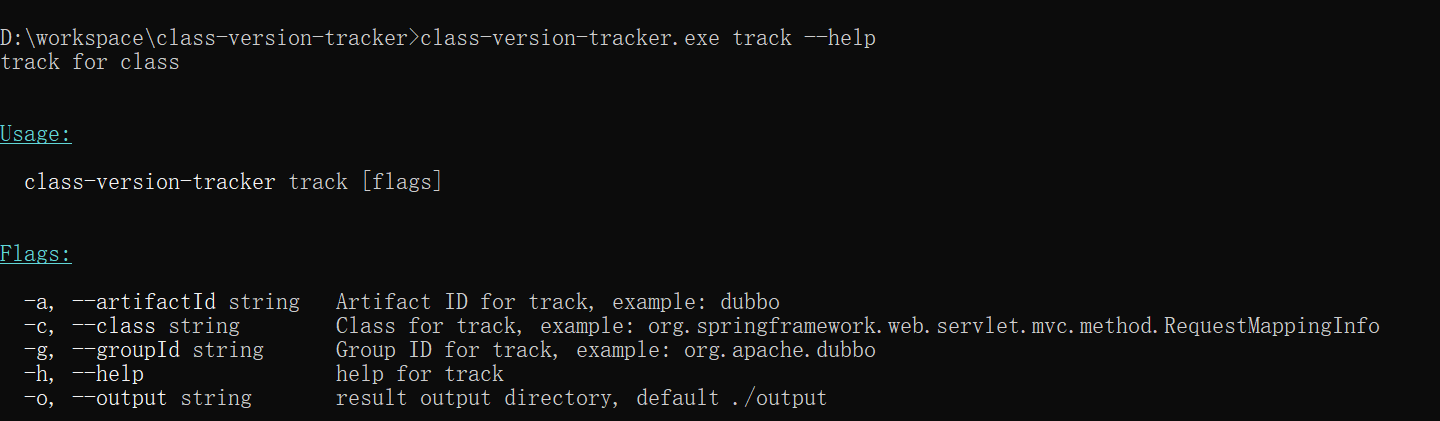 D:\workspace\class-version-tracker>class-version-tracker.exe track --help
track for class
Usage:
class-version-tracker track [flags]
Flags:
-a, --artifactId string   Artifact ID for track, example: dubbo
-c, --class string        Class for track, example: org.springframework.web.servlet.mvc.method.RequestMappingInfo
-g, --groupId string      Group ID for track, example: org.apache.dubbo
-h, --help                help for track
-o, --output string       result output directory, default ./output